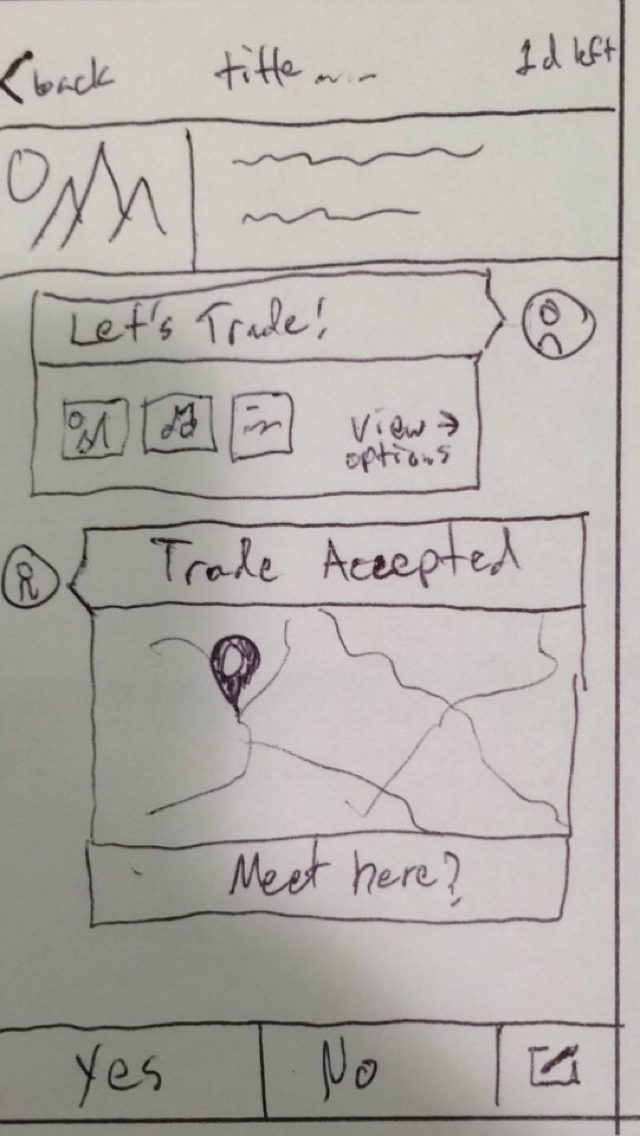 < back title 1d left
Let's Trade!
View →
options
Trade Accepted
Meet here?
Yes No